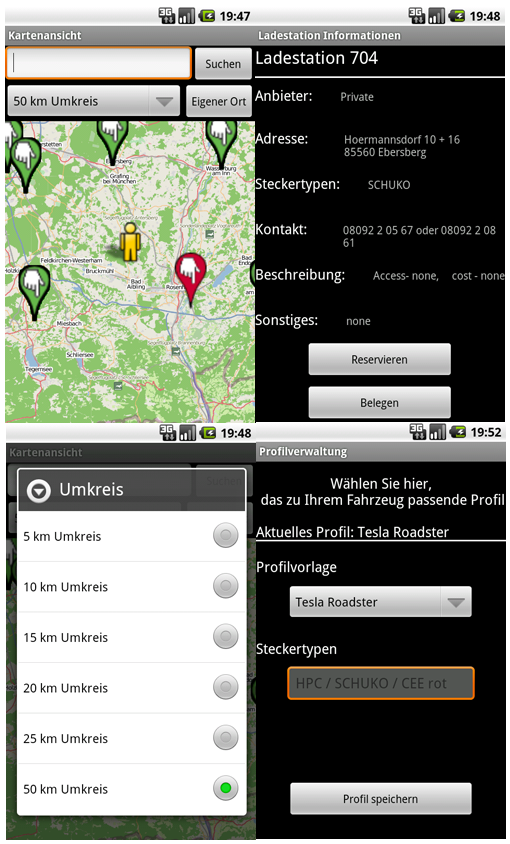 3G 19:47
Kartenansicht
Suchen
50 km Umkreis
Eigener Ort
Ebersberg
Grafing
bei München
Wasserburg
am Inn
Feldkirchen-Westerham
Bruckmühl
Bad
Aibling
Rosen
Holzk
Miesbach
Schliersee
Tegernsee
3G 19:48
Ladestation Informationen
Ladestation 704
Anbieter: Private
Adresse: Hoermannsdorf 10 + 16
85560 Ebersberg
Steckertypen: SCHUKO
Kontakt: 08092 2 05 67 oder 08092 2 08
61
Beschreibung: Access- none, cost - none
Sonstiges: none
Reservieren
Belegen
3G 19:48
Kartenansicht
Umkreis
5 km Umkreis
10 km Umkreis
15 km Umkreis
20 km Umkreis
25 km Umkreis
50 km Umkreis
3G 19:52
Profilverwaltung
Wählen Sie hier,
das zu Ihrem Fahrzeug passende Profil
Aktuelles Profil: Tesla Roadster
Profilvorlage
Tesla Roadster
Steckertypen
HPC / SCHUKO / CEE rot
Profil speichern